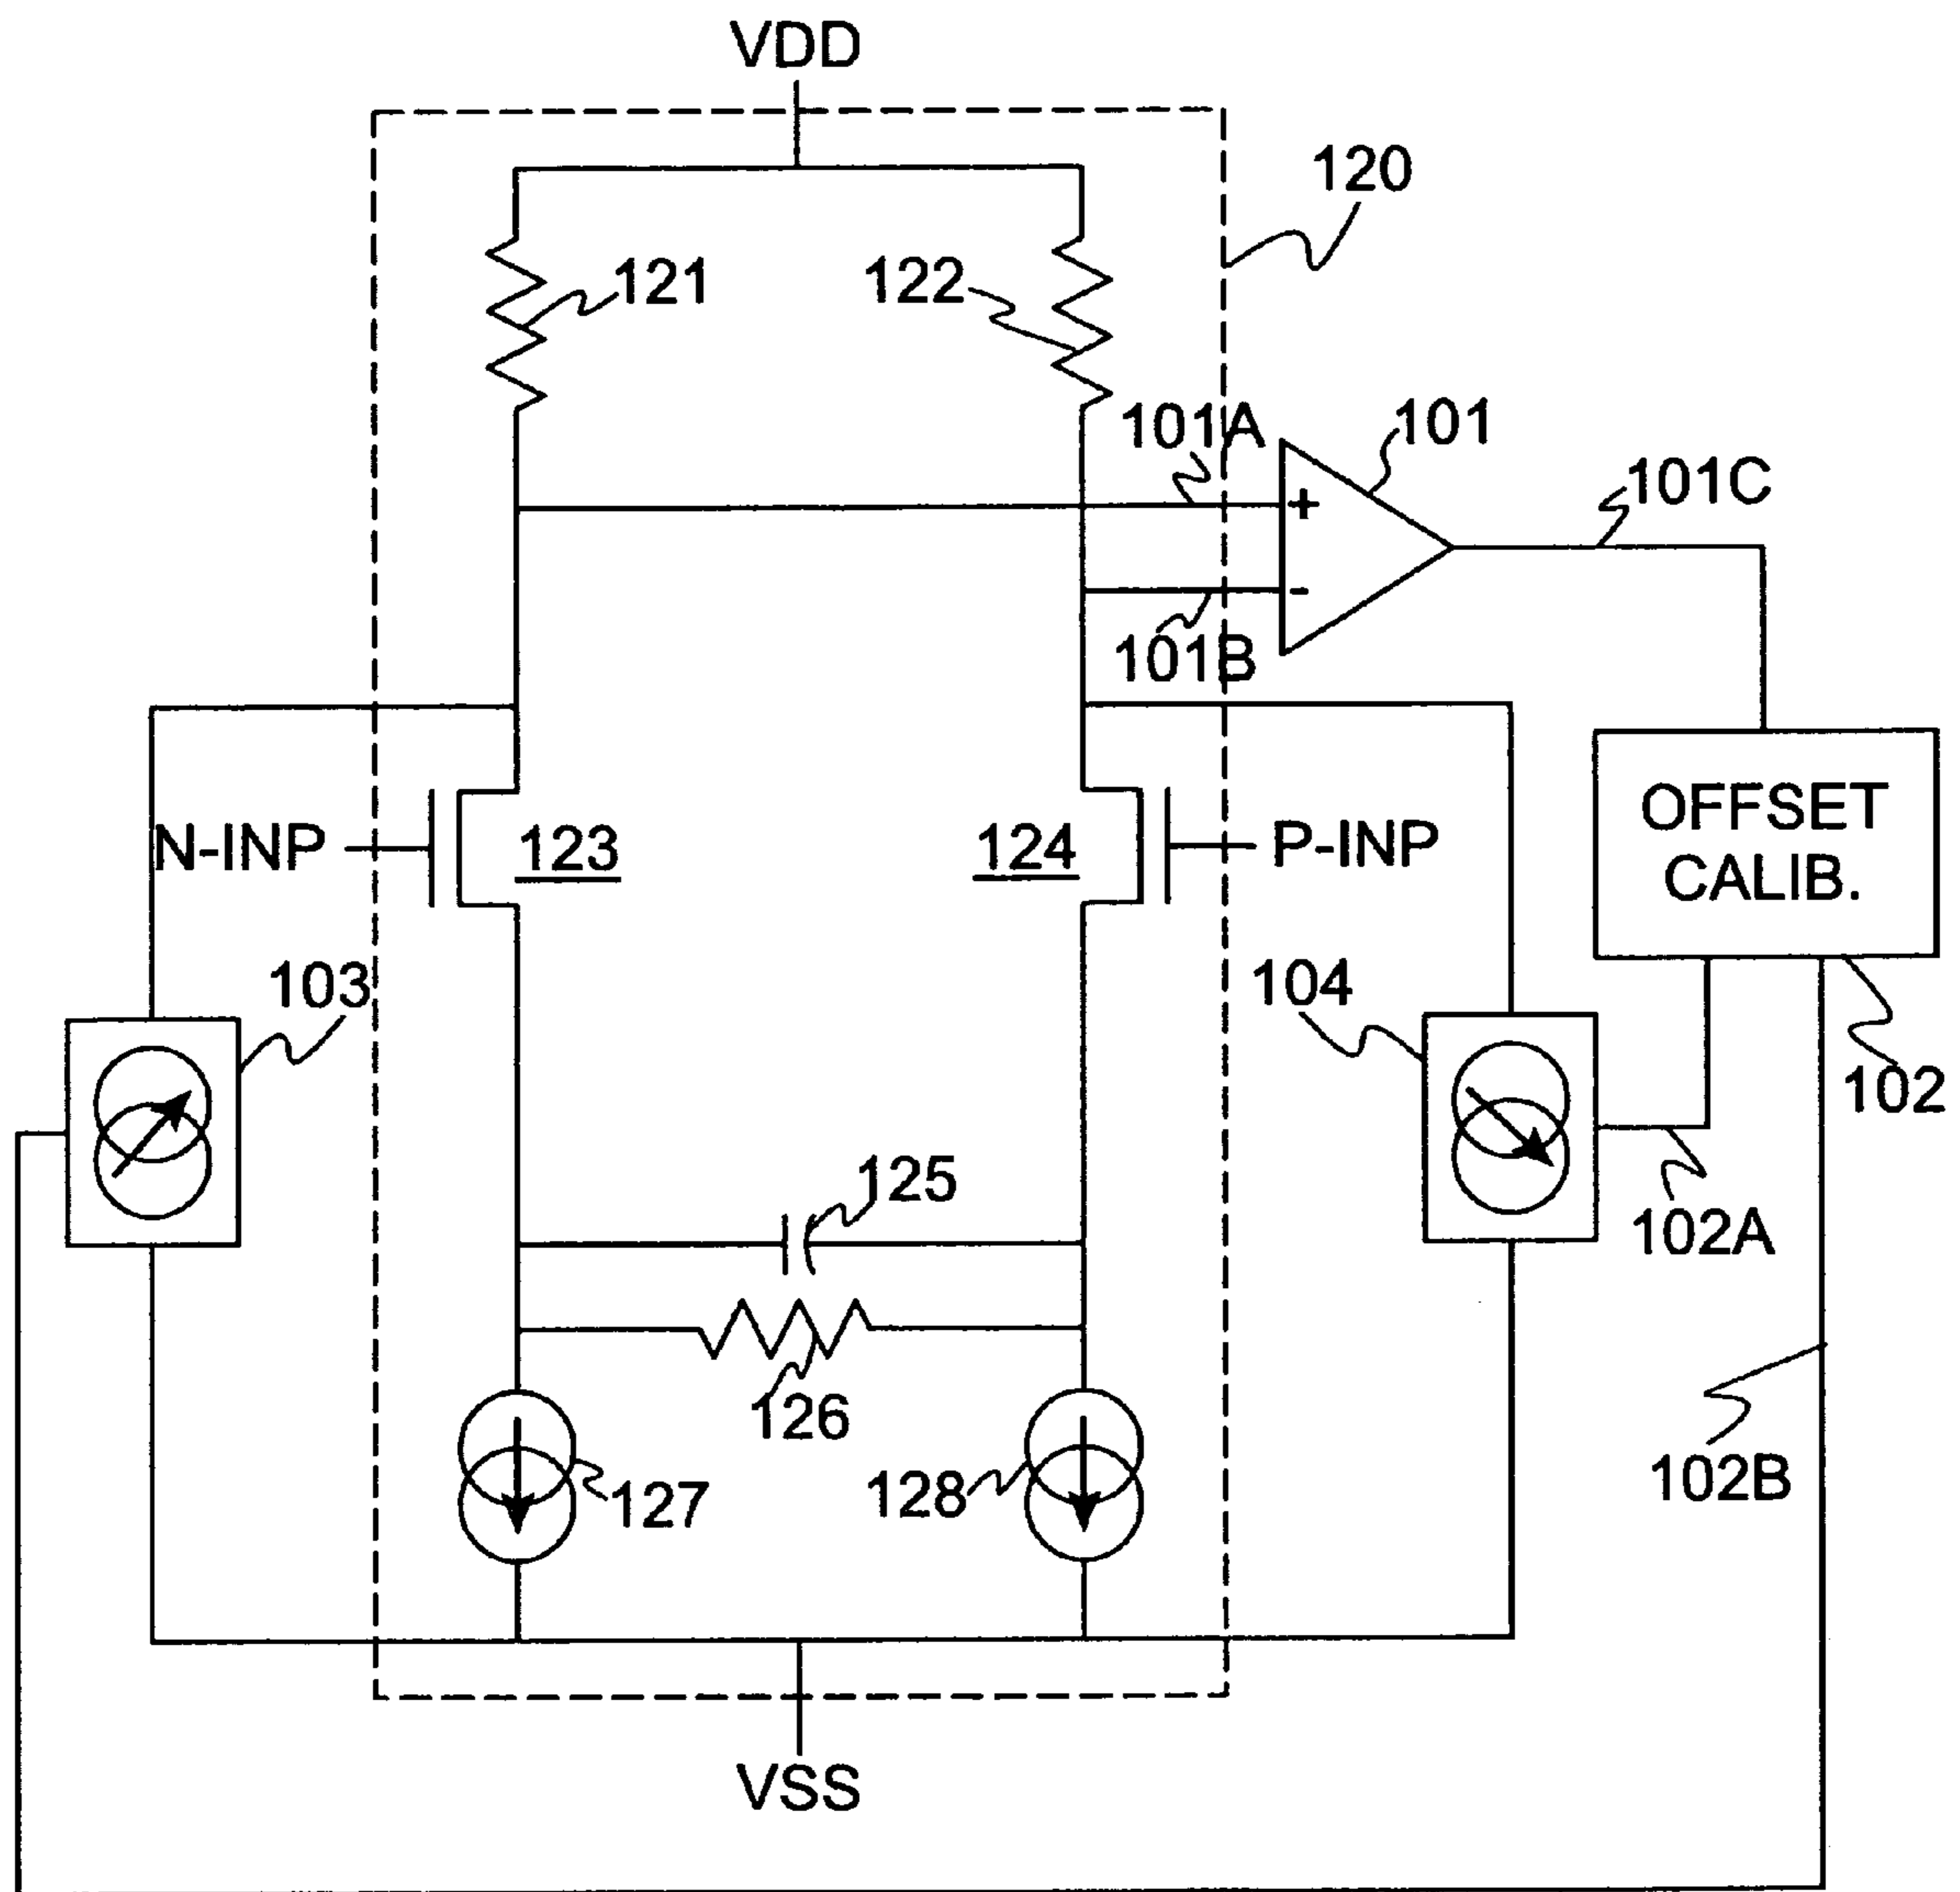 VDD
120
121
122
101A
101
101C
+
-
101B
OFFSET
CALIB.
N-INP
123
124
P-INP
103
104
102
125
102A
126
127
128
102B
VSS